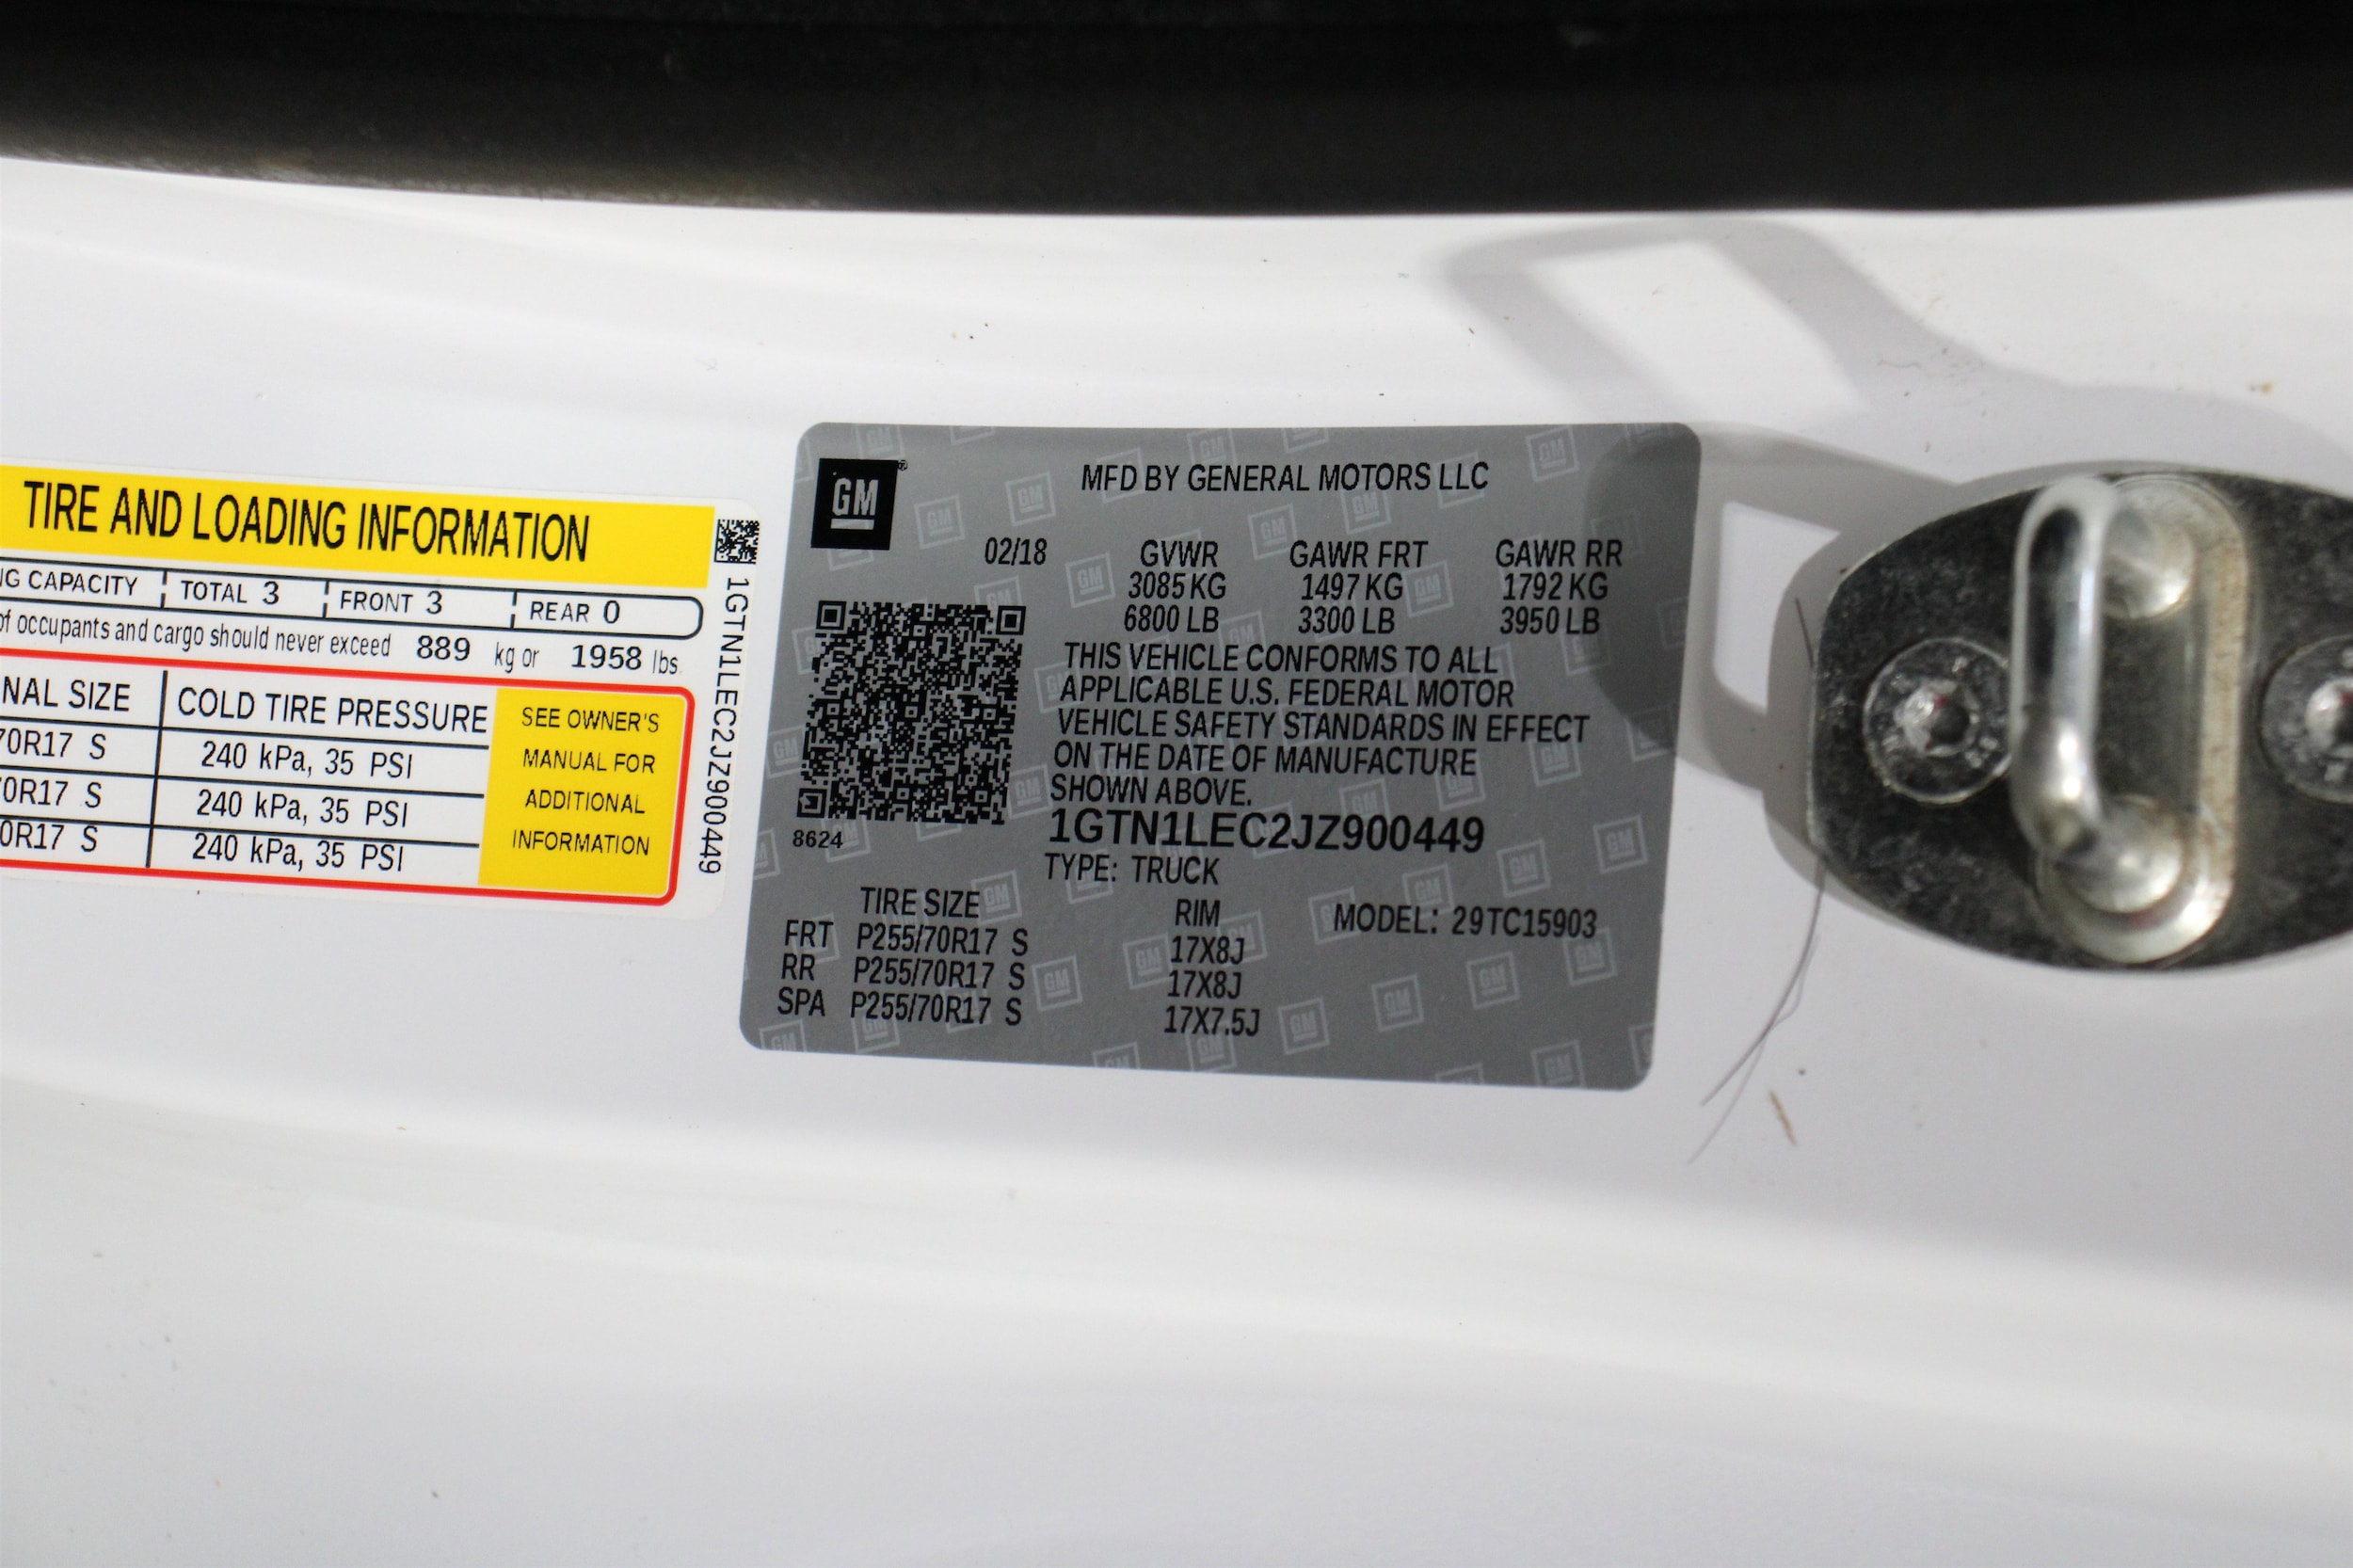 TIRE AND LOADING INFORMATION
NG CAPACITY TOTAL 3 FRONT 3 REAR 0
of occupants and cargo should never exceed 889 kg or 1958 lbs.
NAL SIZE COLD TIRE PRESSURE
70R17 S 240 kPa, 35 PSI
70R17 S 240 kPa, 35 PSI
0R17 S 240 kPa, 35 PSI
SEE OWNER'S
MANUAL FOR
ADDITIONAL
INFORMATION
1GTN1LEC2JZ900449
GM
MFD BY GENERAL MOTORS LLC
02/18 GVWR GAWR FRT GAWR RR
3085 KG 1497 KG 1792 KG
6800 LB 3300 LB 3950 LB
THIS VEHICLE CONFORMS TO ALL
APPLICABLE U.S. FEDERAL MOTOR
VEHICLE SAFETY STANDARDS IN EFFECT
ON THE DATE OF MANUFACTURE
SHOWN ABOVE.
8624
1GTN1LEC2JZ900449
TYPE: TRUCK
TIRE SIZE RIM MODEL: 29TC15903
FRT P255/70R17 S 17X8J
RR P255/70R17 S 17X8J
SPA P255/70R17 S 17X7.5J